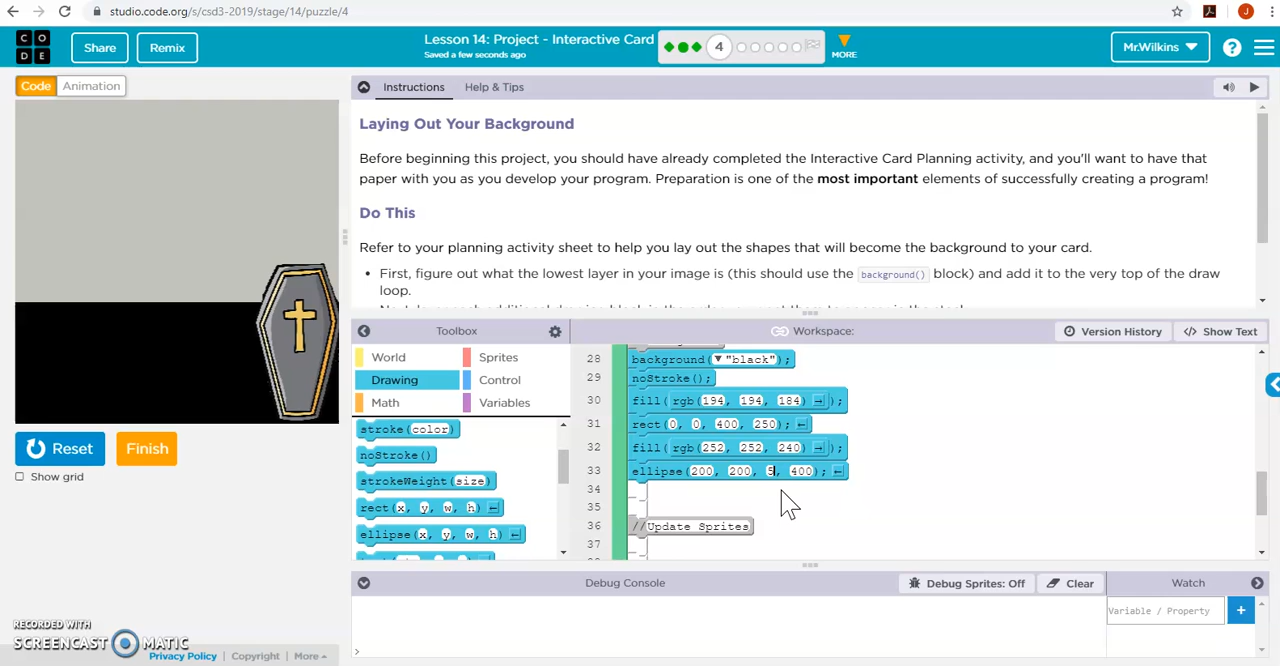 studio.code.org/s/csd3-2019/stage/14/puzzle/4
J
CO
DE
Share
Remix
Lesson 14: Project - Interactive Card
Saved a few seconds ago
4
MORE
Mr.Wilkins
?
Code
Animation
Instructions
Help & Tips
Laying Out Your Background
Before beginning this project, you should have already completed the Interactive Card Planning activity, and you'll want to have that
paper with you as you develop your program. Preparation is one of the most important elements of successfully creating a program!
Do This
Refer to your planning activity sheet to help you lay out the shapes that will become the background to your card.
• First, figure out what the lowest layer in your image is (this should use the background() block) and add it to the very top of the draw
loop.
Toolbox
Workspace:
Version History
</> Show Text
World
Sprites
Drawing
Control
Math
Variables
stroke(color)
noStroke()
strokeWeight(size)
rect(x, y, w, h)
ellipse(x, y, w, h)
28 background("black");
29 noStroke();
30 fill(rgb(194, 194, 184));
31 rect(0, 0, 400, 250);
32 fill(rgb(252, 252, 240));
33 ellipse(200, 200, 5, 400);
34
35
36 //Update Sprites
37
Reset
Finish
Show grid
Debug Console
Debug Sprites: Off
Clear
Watch
Variable / Property
+
>
RECORDED WITH
SCREENCAST MATIC
Privacy Policy | Copyright | More